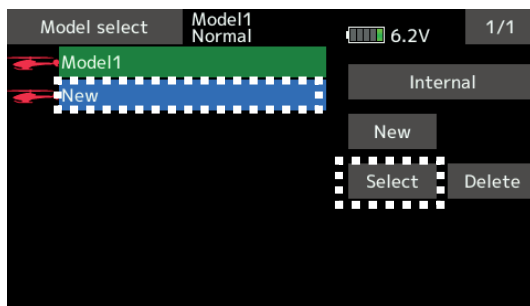 Model select
Model1
Normal
6.2V
1/1
Model1
New
Internal
New
Select
Delete